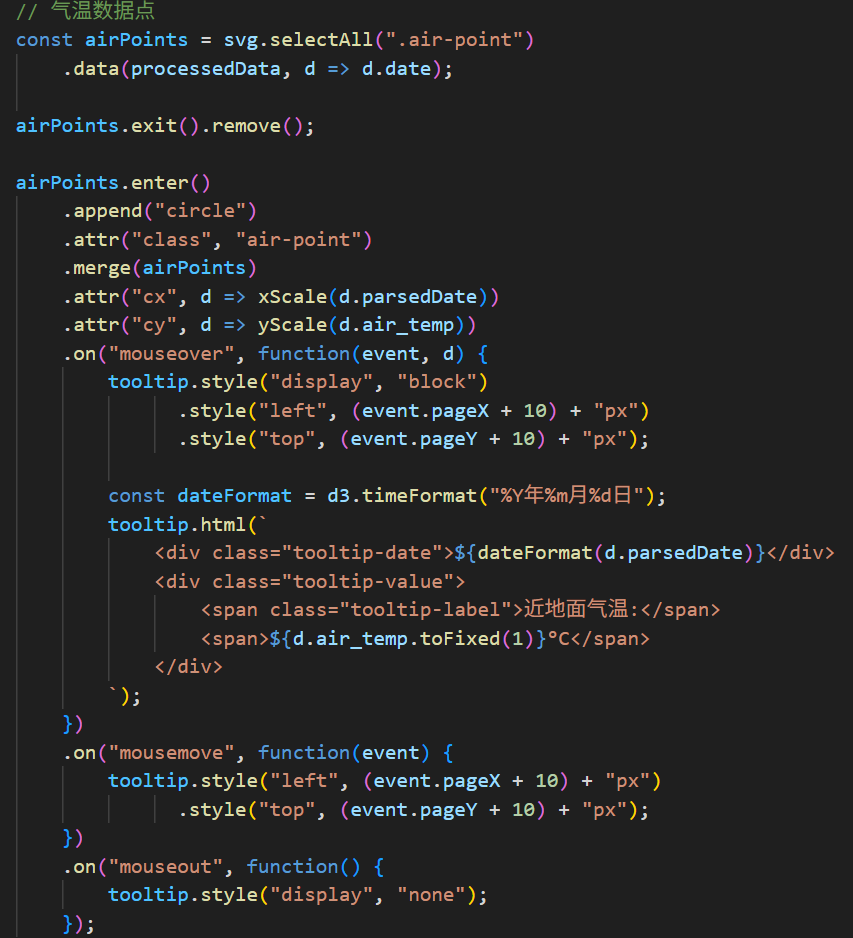 // 气温数据点
const airPoints = svg.selectAll(".air-point")
    .data(processedData, d => d.date);

airPoints.exit().remove();

airPoints.enter()
    .append("circle")
    .attr("class", "air-point")
    .merge(airPoints)
    .attr("cx", d => xScale(d.parsedDate))
    .attr("cy", d => yScale(d.air_temp))
    .on("mouseover", function(event, d) {
        tooltip.style("display", "block")
              .style("left", (event.pageX + 10) + "px")
              .style("top", (event.pageY + 10) + "px");

        const dateFormat = d3.timeFormat("%Y年%m月%d日");
        tooltip.html(`
            <div class="tooltip-date">${dateFormat(d.parsedDate)}</div>
            <div class="tooltip-value">
                <span class="tooltip-label">近地面气温:</span>
                <span>${d.air_temp.toFixed(1)}°C</span>
            </div>
        `);
    })
    .on("mousemove", function(event) {
        tooltip.style("left", (event.pageX + 10) + "px")
              .style("top", (event.pageY + 10) + "px");
    })
    .on("mouseout", function() {
        tooltip.style("display", "none");
    });